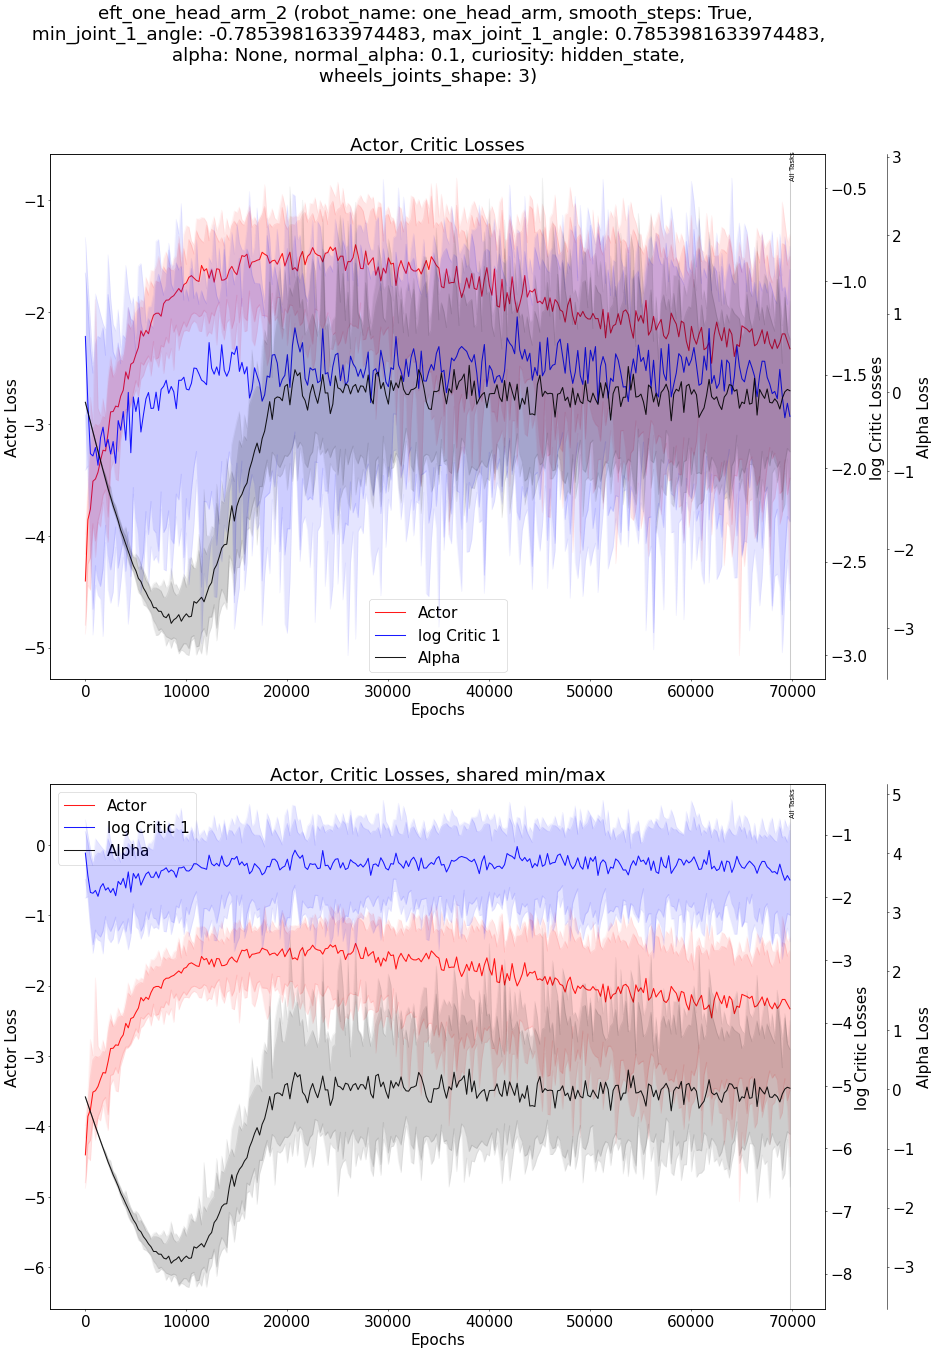 eft_one_head_arm_2 (robot_name: one_head_arm, smooth_steps: True,
min_joint_1_angle: -0.7853981633974483, max_joint_1_angle: 0.7853981633974483,
alpha: None, normal_alpha: 0.1, curiosity: hidden_state,
wheels_joints_shape: 3)
Actor, Critic Losses
All Tasks
−1
−2
−3
−4
−5
Actor Loss
−0.5
−1.0
−1.5
−2.0
−2.5
−3.0
log Critic Losses
3
2
1
0
−1
−2
−3
Alpha Loss
Actor
log Critic 1
Alpha
0 10000 20000 30000 40000 50000 60000 70000
Epochs
Actor, Critic Losses, shared min/max
All Tasks
Actor
log Critic 1
Alpha
0
−1
−2
−3
−4
−5
−6
Actor Loss
−1
−2
−3
−4
−5
−6
−7
−8
log Critic Losses
5
4
3
2
1
0
−1
−2
−3
Alpha Loss
0 10000 20000 30000 40000 50000 60000 70000
Epochs